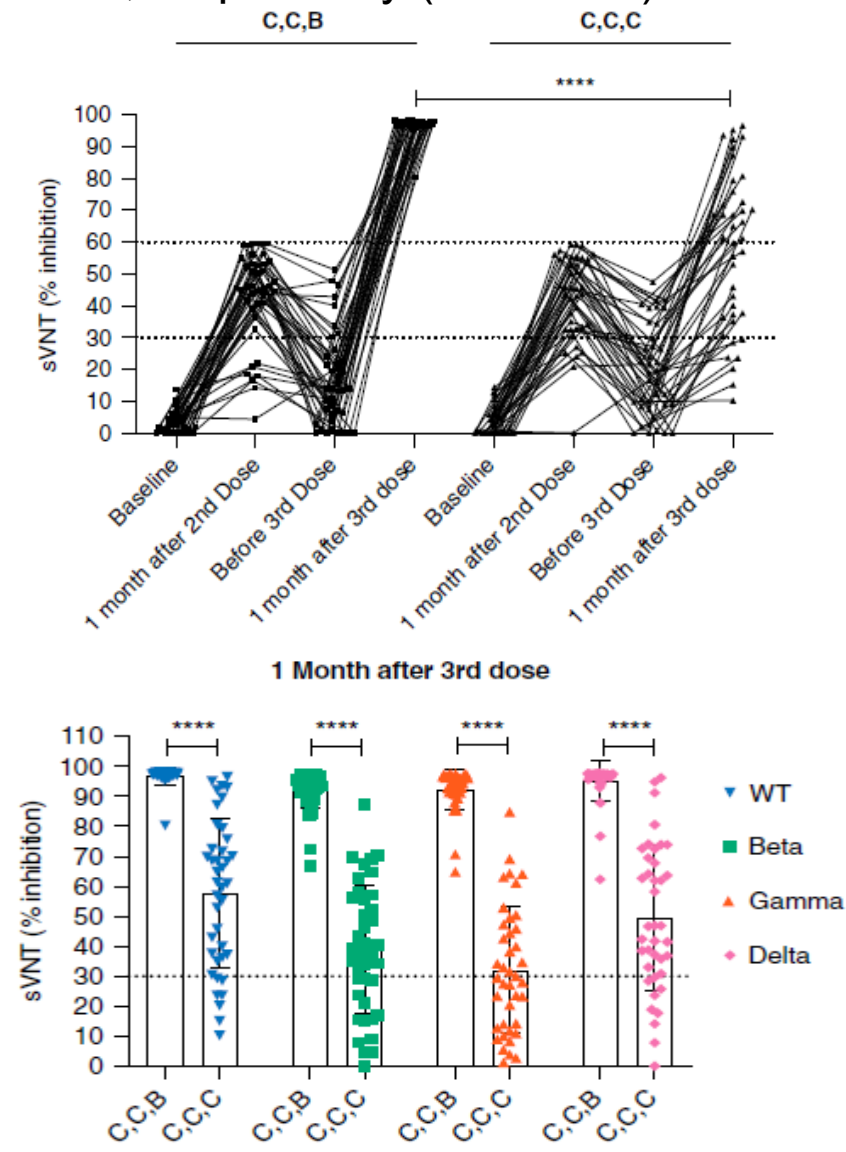 C,C,B C,C,C
****
100
90
80
70
60
50
40
30
20
10
0
sVNT (% inhibition)
Baseline
1 month after 2nd Dose
Before 3rd Dose
1 month after 3rd dose
Baseline
1 month after 2nd Dose
Before 3rd Dose
1 month after 3rd dose
1 Month after 3rd dose
**** **** **** ****
110
100
90
80
70
60
50
40
30
20
10
0
sVNT (% inhibition)
WT
Beta
Gamma
Delta
C,C,B
C,C,C
C,C,B
C,C,C
C,C,B
C,C,C
C,C,B
C,C,C